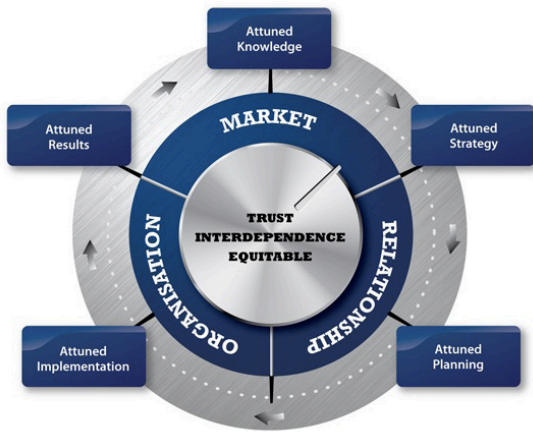 Attuned
Knowledge
Attuned
Results
MARKET
Attuned
Strategy
TRUST
INTERDEPENDENCE
EQUITABLE
ORGANISATION
RELATIONSHIP
Attuned
Implementation
Attuned
Planning